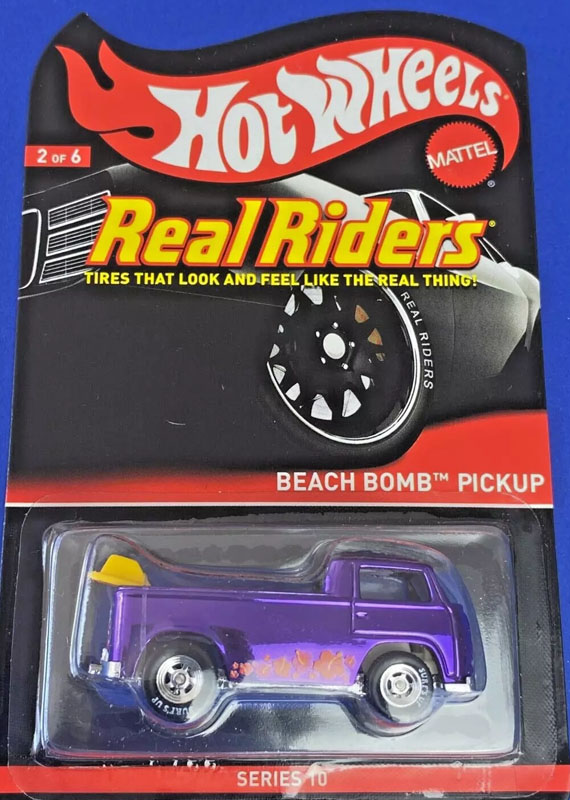 HOT WHEELS®
2 OF 6
MATTEL
®
Real Riders®
TIRES THAT LOOK AND FEEL LIKE THE REAL THING!
REAL RIDERS
BEACH BOMB™ PICKUP
SURF'S UP
SURF'S
SERIES 10